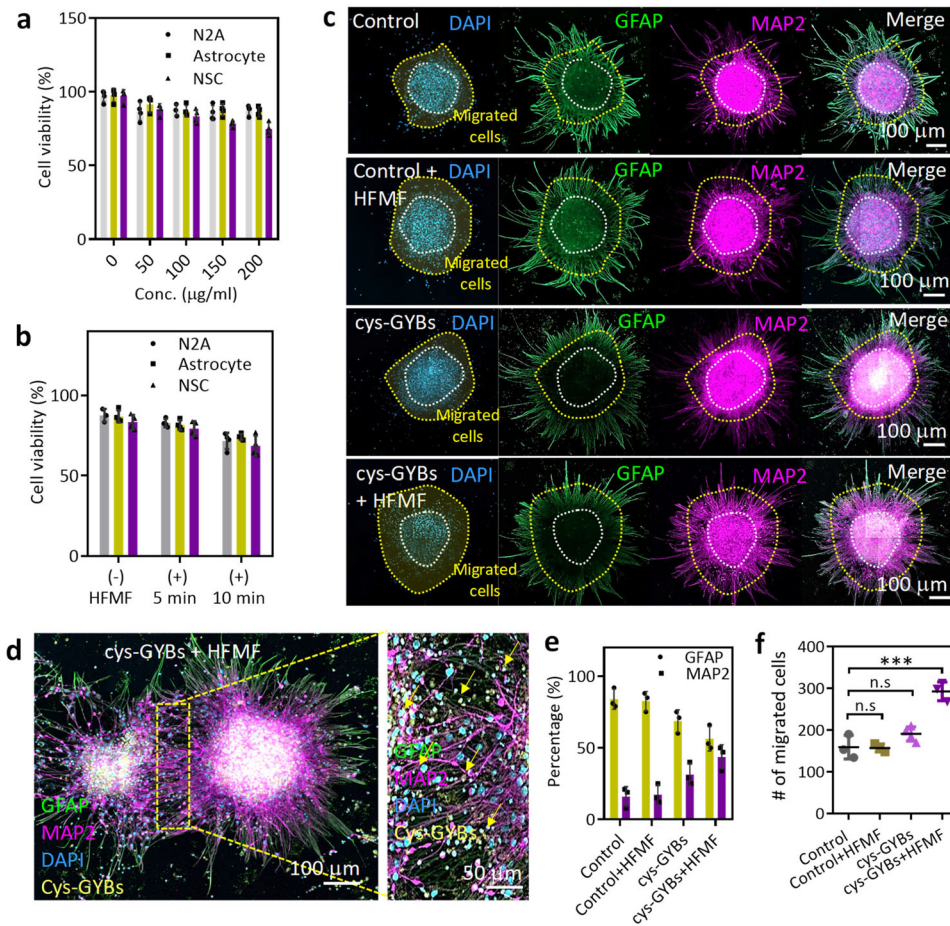 a
N2A
Astrocyte
NSC
150
100
50
0
Cell viability (%)
0
50
100
150
200
Conc. (µg/ml)
b
N2A
Astrocyte
NSC
100
50
0
Cell viability (%)
(-)
HFMF
(+)
5 min
(+)
10 min
c
Control
DAPI
GFAP
MAP2
Merge
Migrated
cells
100 µm
Control +
HFMF
DAPI
GFAP
MAP2
Merge
Migrated
cells
100 µm
cys-GYBs
DAPI
GFAP
MAP2
Merge
Migrated
cells
100 µm
cys-GYBs
+ HFMF
DAPI
GFAP
MAP2
Merge
Migrated
cells
100 µm
d
cys-GYBs + HFMF
GFAP
MAP2
DAPI
Cys-GYBs
100 µm
GFAP
MAP2
DAPI
Cys-GYBs
50 µm
e
GFAP
MAP2
100
50
0
Percentage (%)
Control
Control+HFMF
cys-GYBs
cys-GYBs+HFMF
f
***
n.s
n.s
400
300
200
100
0
# of migrated cells
Control
Control+HFMF
cys-GYBs
cys-GYBs+HFMF